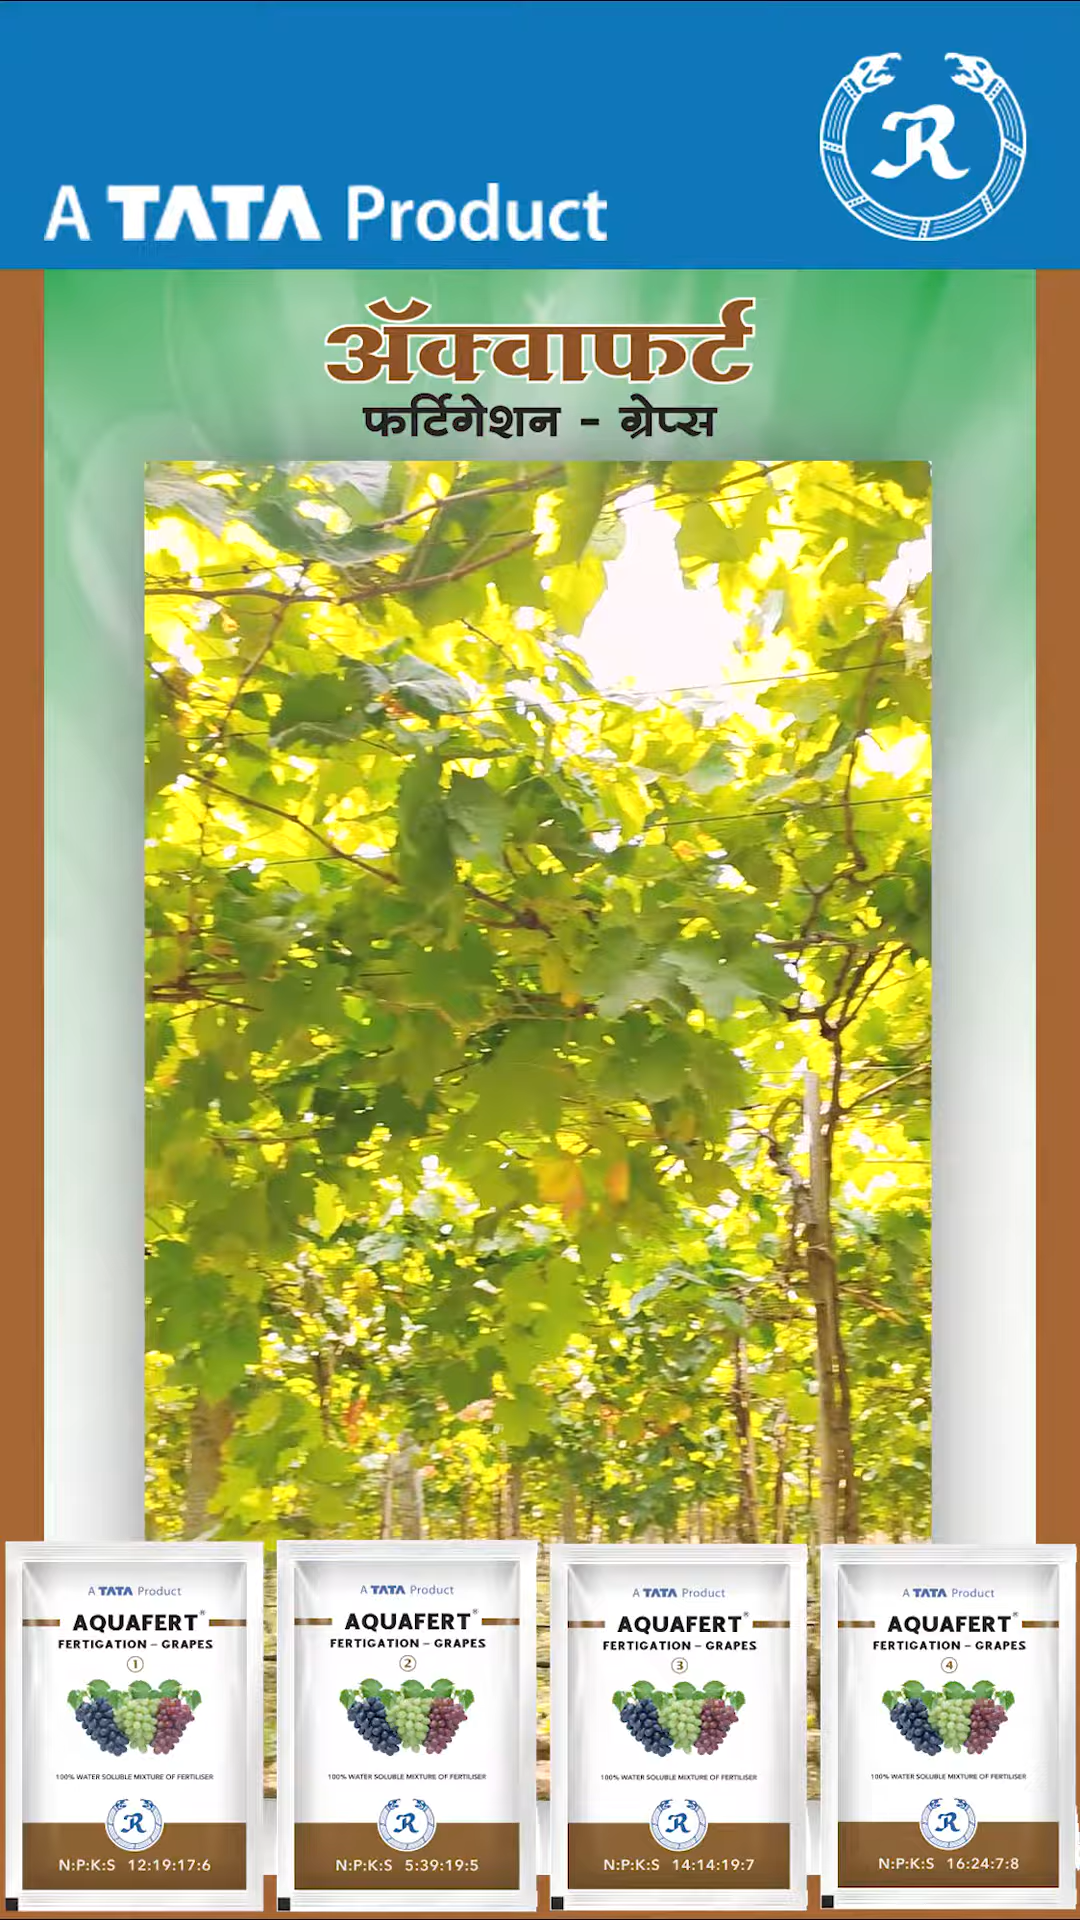 A TATA Product
R
ॲक्वाफर्ट
फर्टिगेशन - ग्रेप्स
A TATA Product
AQUAFERT®
FERTIGATION – GRAPES
1
100% WATER SOLUBLE MIXTURE OF FERTILISER
R
N:P:K:S 12:19:17:6
A TATA Product
AQUAFERT®
FERTIGATION – GRAPES
2
100% WATER SOLUBLE MIXTURE OF FERTILISER
R
N:P:K:S 5:39:19:5
A TATA Product
AQUAFERT®
FERTIGATION – GRAPES
3
100% WATER SOLUBLE MIXTURE OF FERTILISER
R
N:P:K:S 14:14:19:7
A TATA Product
AQUAFERT®
FERTIGATION – GRAPES
4
100% WATER SOLUBLE MIXTURE OF FERTILISER
R
N:P:K:S 16:24:7:8